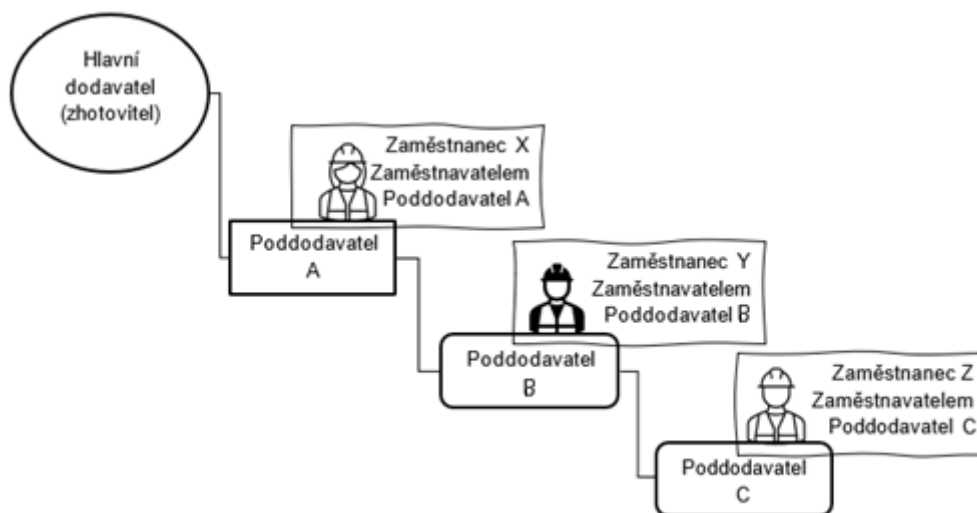 Hlavní
dodavatel
(zhotovitel)
Zaměstnanec X
Zaměstnavatelem
Poddodavatel A
Poddodavatel
A
Zaměstnanec Y
Zaměstnavatelem
Poddodavatel B
Poddodavatel
B
Zaměstnanec Z
Zaměstnavatelem
Poddodavatel C
Poddodavatel
C